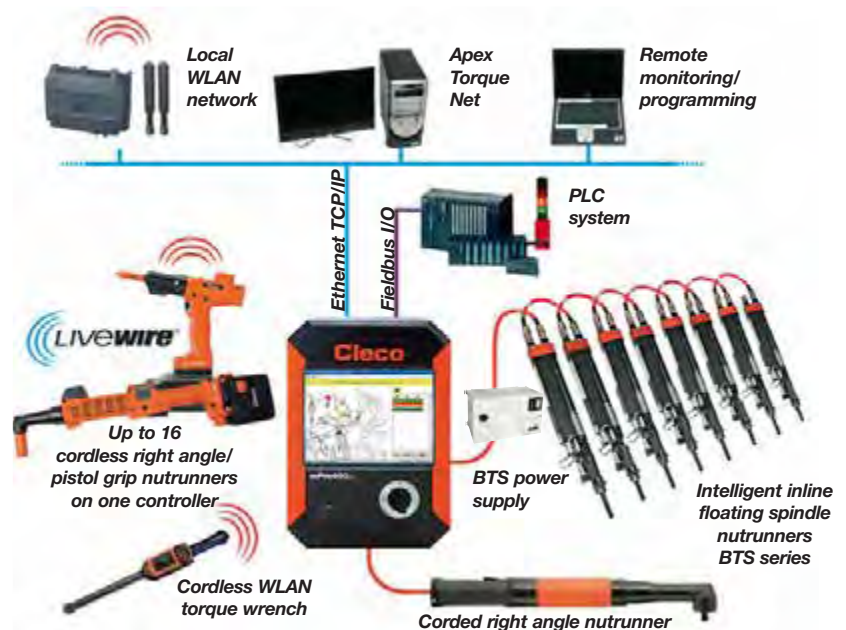 Local
WLAN
network
Apex
Torque
Net
Remote
monitoring/
programming
Ethernet TCP/IP
Fieldbus I/O
PLC
system
LIVEWIRE
Cleco
Up to 16
cordless right angle/
pistol grip nutrunners
on one controller
BTS power
supply
Intelligent inline
floating spindle
nutrunners
BTS series
Cordless WLAN
torque wrench
Corded right angle nutrunner